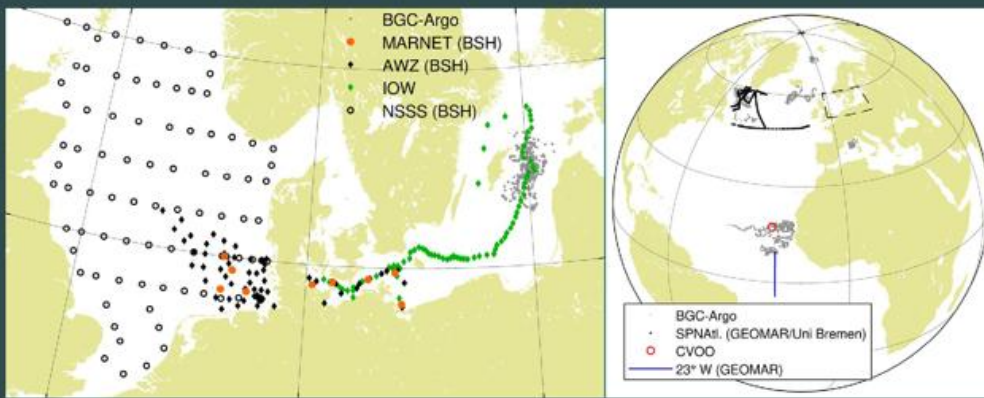 BGC-Argo
MARNET (BSH)
AWZ (BSH)
IOW
NSSS (BSH)
BGC-Argo
SPNAtl. (GEOMAR/Uni Bremen)
CVOO
23° W (GEOMAR)